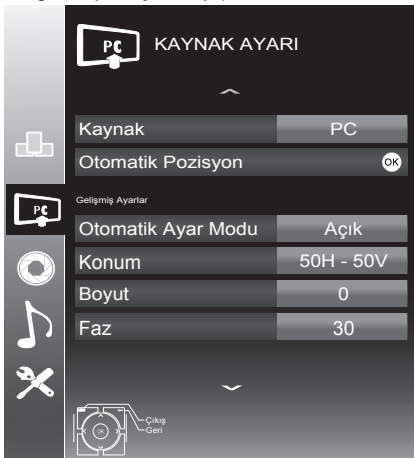 PC KAYNAK AYARI
Kaynak PC
Otomatik Pozisyon OK
PC
Gelişmiş Ayarlar
Otomatik Ayar Modu Açık
Konum 50H - 50V
Boyut 0
Faz 30
Çıkış
OK Geri